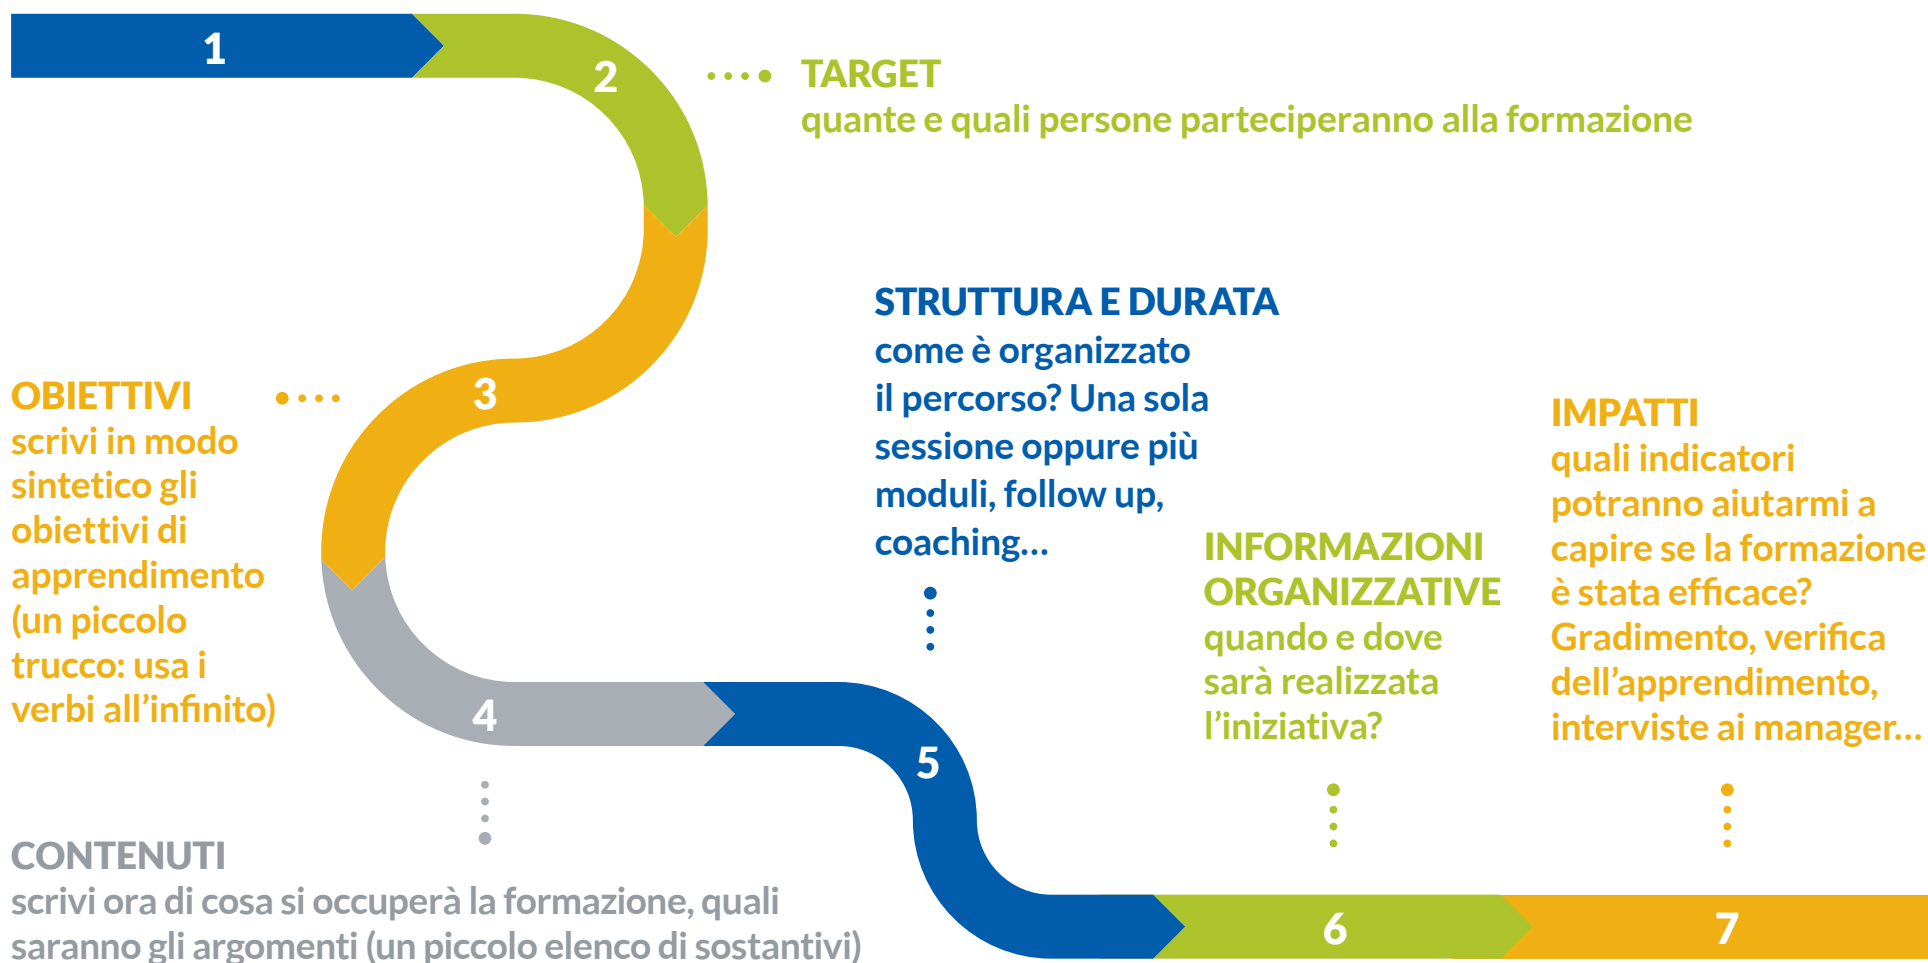 1
2
TARGET
quante e quali persone parteciperanno alla formazione
3
OBIETTIVI
scrivi in modo
sintetico gli
obiettivi di
apprendimento
(un piccolo
trucco: usa i
verbi all’infinito)
4
CONTENUTI
scrivi ora di cosa si occuperà la formazione, quali
saranno gli argomenti (un piccolo elenco di sostantivi)
STRUTTURA E DURATA
come è organizzato
il percorso? Una sola
sessione oppure più
moduli, follow up,
coaching...
5
INFORMAZIONI
ORGANIZZATIVE
quando e dove
sarà realizzata
l’iniziativa?
6
IMPATTI
quali indicatori
potranno aiutarmi a
capire se la formazione
è stata efficace?
Gradimento, verifica
dell’apprendimento,
interviste ai manager...
7